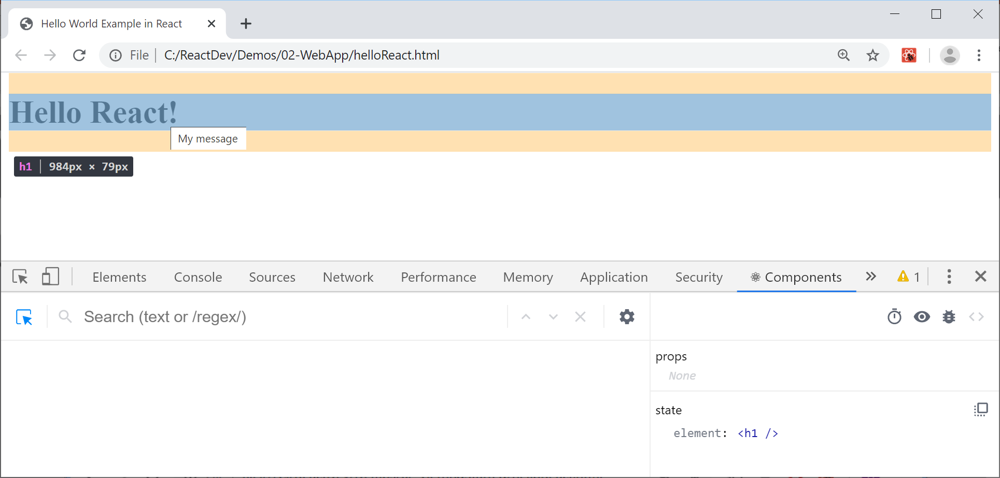 Hello World Example in React
File C:/ReactDev/Demos/02-WebApp/helloReact.html
Hello React!
My message
h1 984px × 79px
Elements Console Sources Network Performance Memory Application Security Components 1
Search (text or /regex/)
props
None
state
element: <h1 />